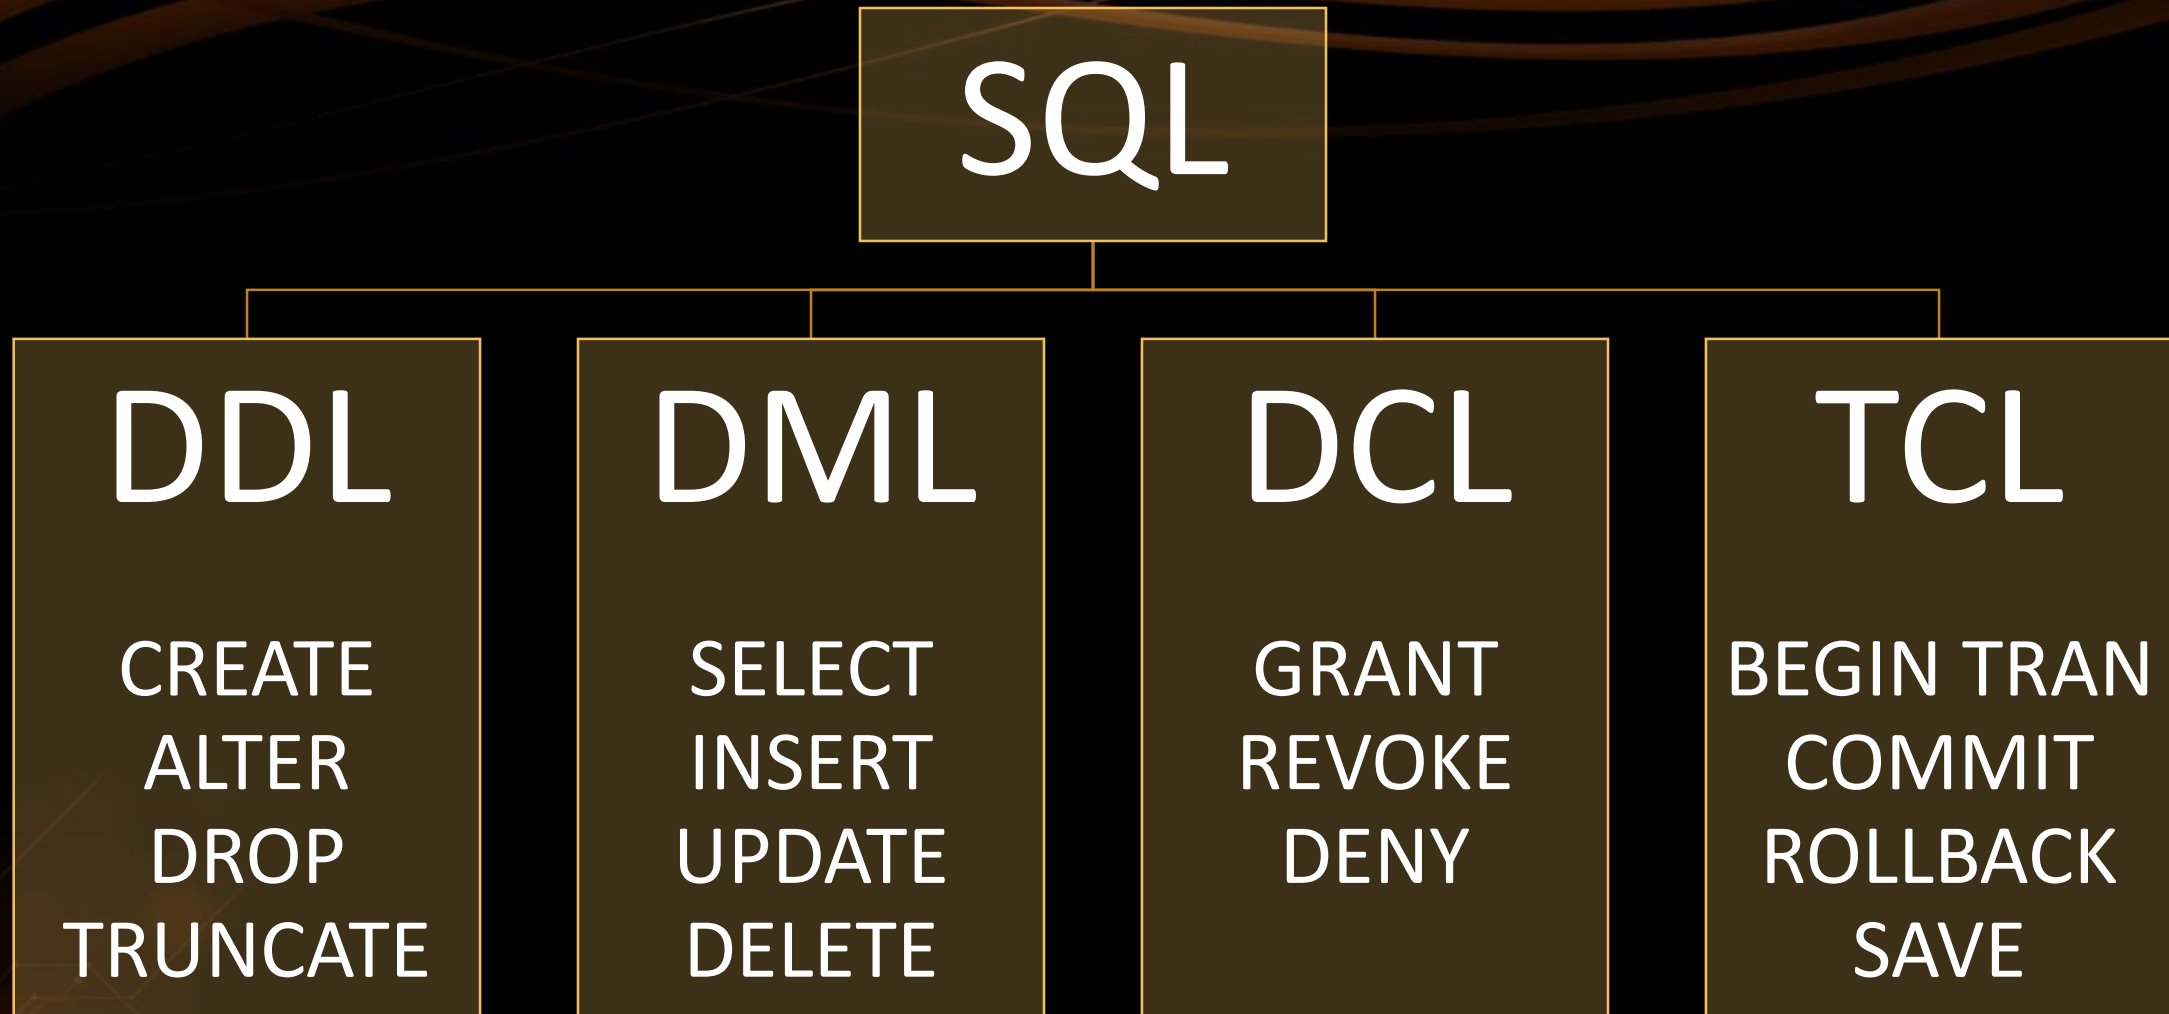 SQL
DDL
CREATE
ALTER
DROP
TRUNCATE
DML
SELECT
INSERT
UPDATE
DELETE
DCL
GRANT
REVOKE
DENY
TCL
BEGIN TRAN
COMMIT
ROLLBACK
SAVE